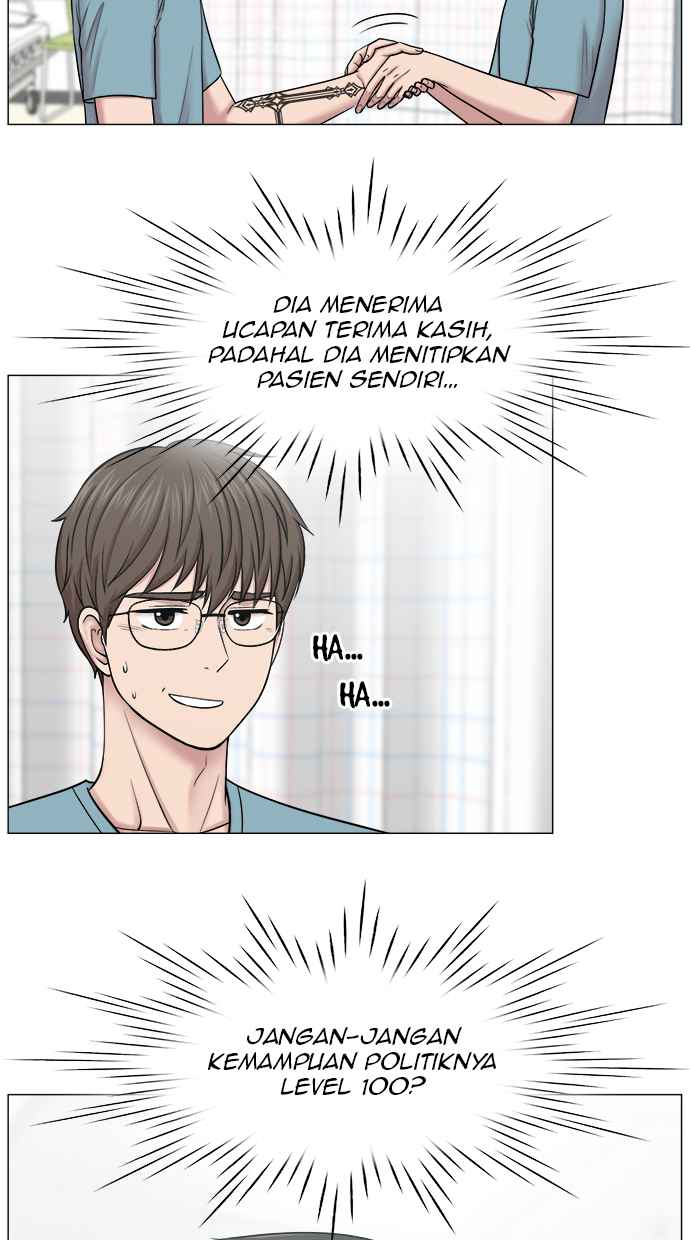 DIA MENERIMA
UCAPAN TERIMA KASIH,
PADAHAL DIA MENITIPKAN
PASIEN SENDIRI...
HA...
HA...
JANGAN-JANGAN
KEMAMPUAN POLITIKNYA
LEVEL 100?